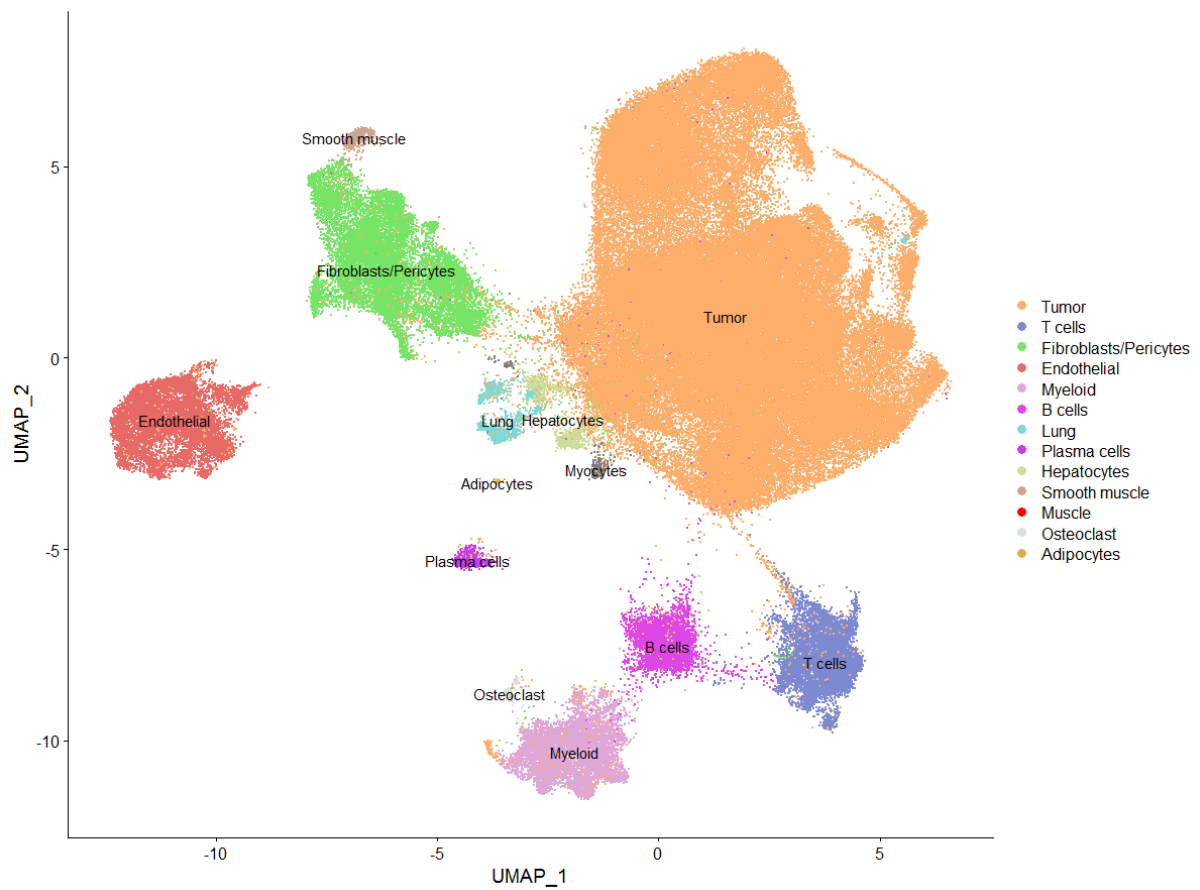 Smooth muscle
Fibroblasts/Pericytes
Tumor
Endothelial
Lung
Hepatocytes
Myocytes
Adipocytes
Plasma cells
B cells
T cells
Osteoclast
Myeloid
5
0
-5
-10
UMAP_2
-10
-5
0
5
UMAP_1
Tumor
T cells
Fibroblasts/Pericytes
Endothelial
Myeloid
B cells
Lung
Plasma cells
Hepatocytes
Smooth muscle
Muscle
Osteoclast
Adipocytes